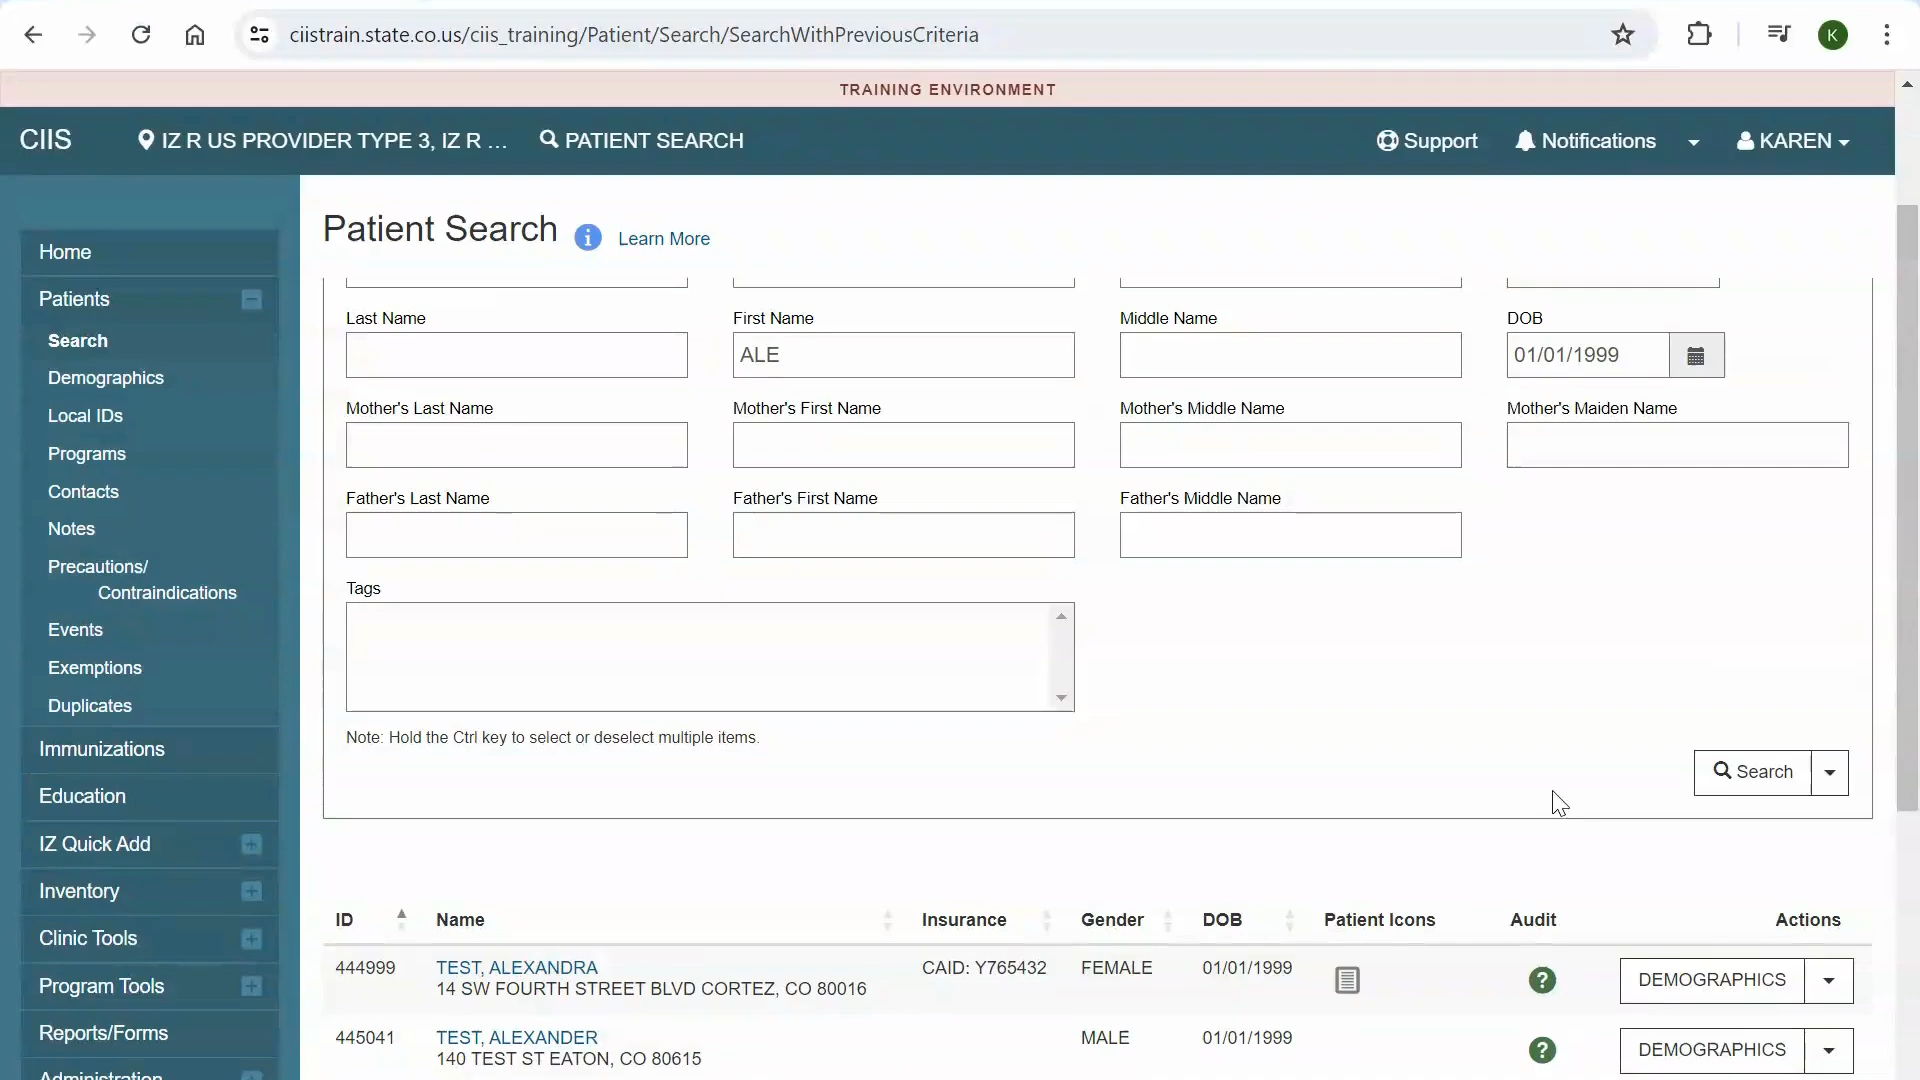 ciistrain.state.co.us/ciis_training/Patient/Search/SearchWithPreviousCriteria
K
TRAINING ENVIRONMENT
CIIS
IZ R US PROVIDER TYPE 3, IZ R ...
PATIENT SEARCH
Support
Notifications
KAREN
Home
Patients
Search
Demographics
Local IDs
Programs
Contacts
Notes
Precautions/
Contraindications
Events
Exemptions
Duplicates
Immunizations
Education
IZ Quick Add
Inventory
Clinic Tools
Program Tools
Reports/Forms
Administration
Patient Search
i
Learn More
Last Name
First Name
Middle Name
DOB
ALE
01/01/1999
Mother's Last Name
Mother's First Name
Mother's Middle Name
Mother's Maiden Name
Father's Last Name
Father's First Name
Father's Middle Name
Tags
Note: Hold the Ctrl key to select or deselect multiple items.
Search
ID Name Insurance Gender DOB Patient Icons Audit Actions
444999 TEST, ALEXANDRA CAID: Y765432 FEMALE 01/01/1999 ? DEMOGRAPHICS
14 SW FOURTH STREET BLVD CORTEZ, CO 80016
445041 TEST, ALEXANDER MALE 01/01/1999 ? DEMOGRAPHICS
140 TEST ST EATON, CO 80615